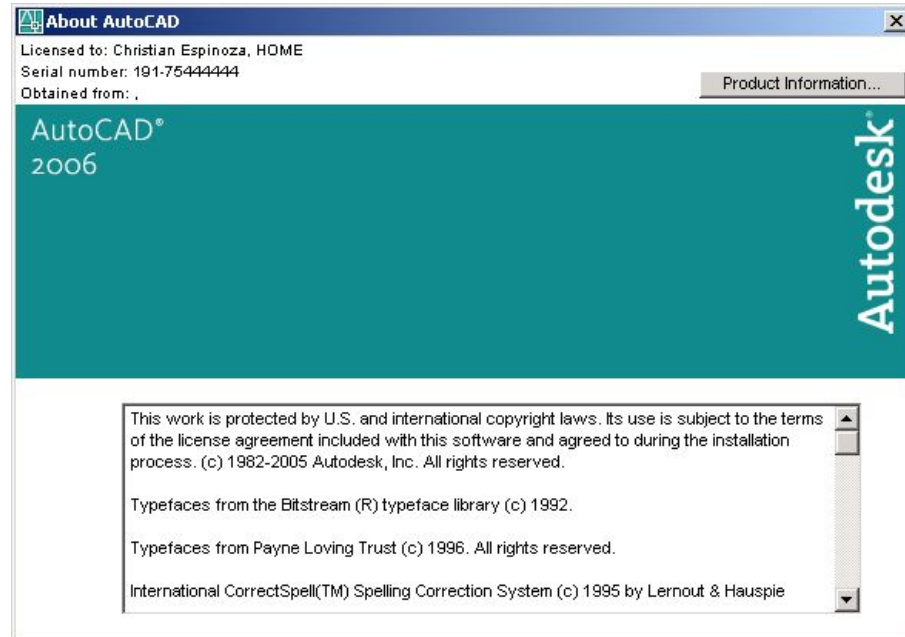 About AutoCAD
Licensed to: Christian Espinoza, HOME
Serial number: 191-75444444
Obtained from: ,
Product Information...
AutoCAD®
2006
Autodesk
This work is protected by U.S. and international copyright laws. Its use is subject to the terms
of the license agreement included with this software and agreed to during the installation
process. (c) 1982-2005 Autodesk, Inc. All rights reserved.
Typefaces from the Bitstream (R) typeface library (c) 1992.
Typefaces from Payne Loving Trust (c) 1996. All rights reserved.
International CorrectSpell(TM) Spelling Correction System (c) 1995 by Lernout & Hauspie